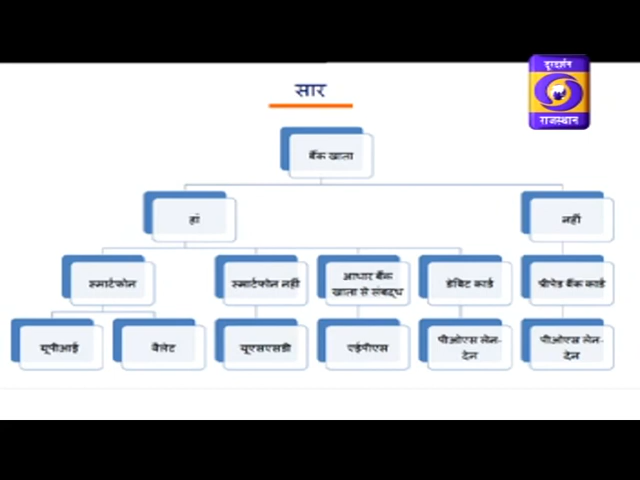 दूरदर्शन
राजस्थान
सार
बैंक खाता
हां
नहीं
स्मार्टफोन
स्मार्टफोन नहीं
आधार बैंक
खाता से संबद्ध
डेबिट कार्ड
प्रीपेड बैंक कार्ड
यूपीआई
वैलेट
यूएसएसडी
एईपीएस
पीओएस लेन-
देन
पीओएस लेन-
देन